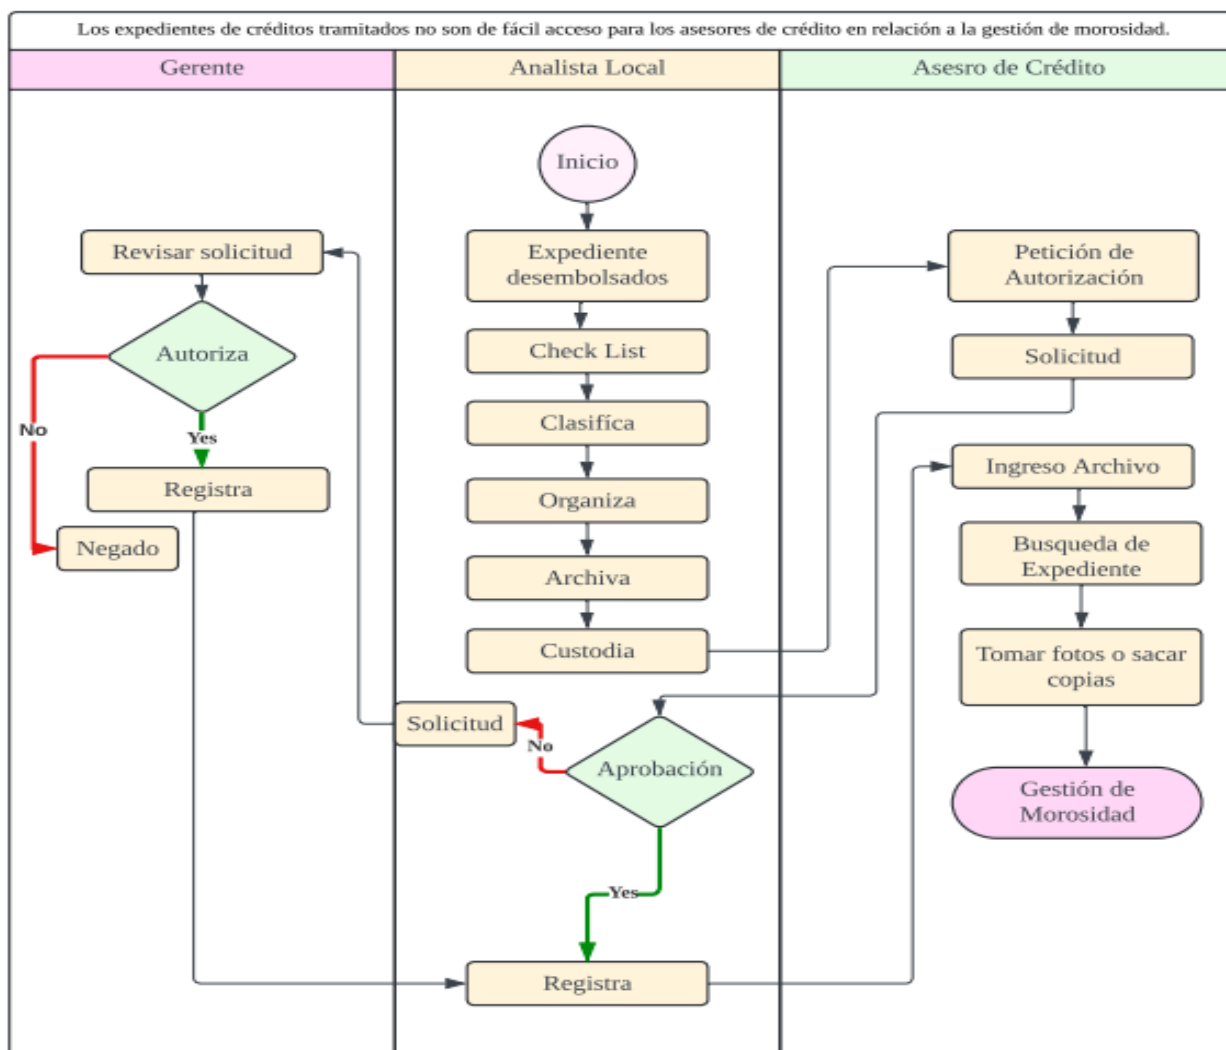 Los expedientes de créditos tramitados no son de fácil acceso para los asesores de crédito en relación a la gestión de morosidad.
Gerente
Analista Local
Asesro de Crédito
Revisar solicitud
Autoriza
No
Yes
Registra
Negado
Inicio
Expediente
desembolsados
Check List
Clasifíca
Organiza
Archiva
Custodia
Solicitud
No
Aprobación
Yes
Registra
Petición de
Autorización
Solicitud
Ingreso Archivo
Busqueda de
Expediente
Tomar fotos o sacar
copias
Gestión de
Morosidad